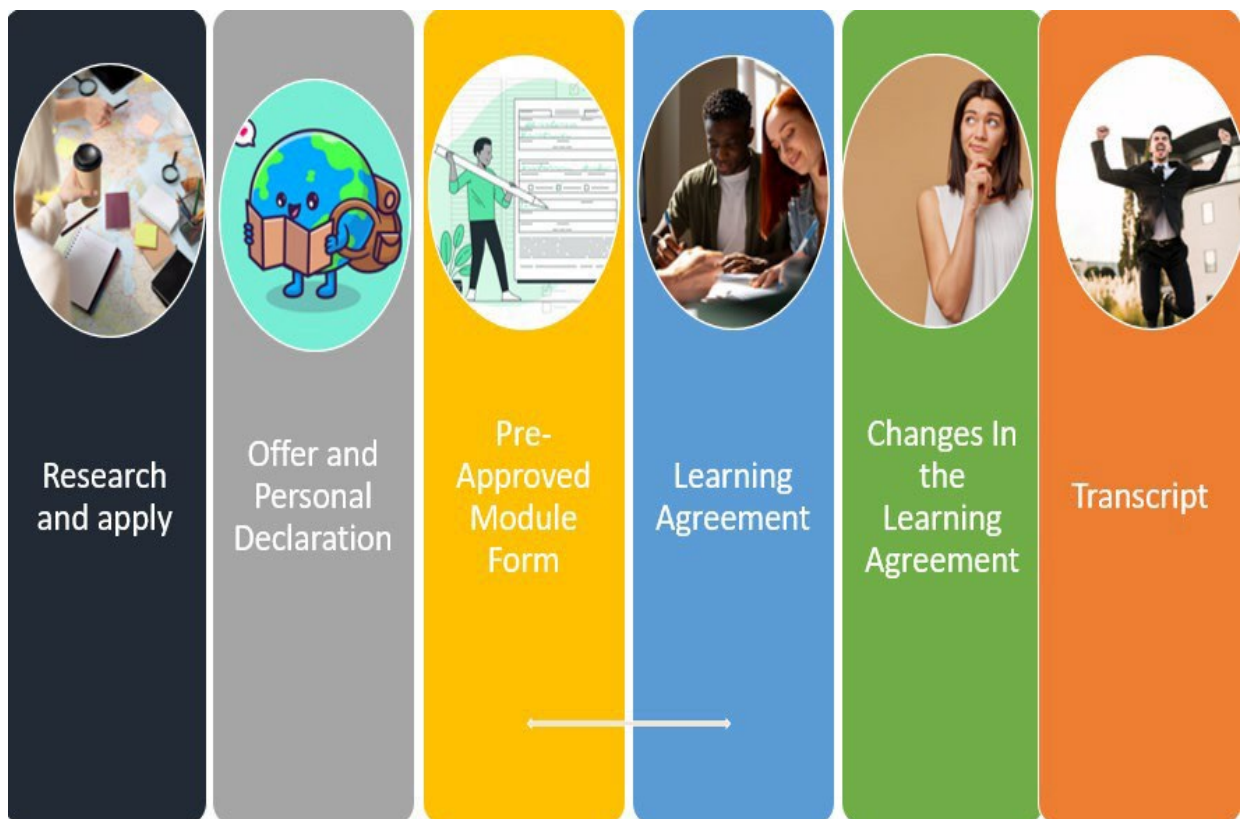 Research
and apply
Offer and
Personal
Declaration
Pre-
Approved
Module
Form
Learning
Agreement
Changes In
the
Learning
Agreement
Transcript